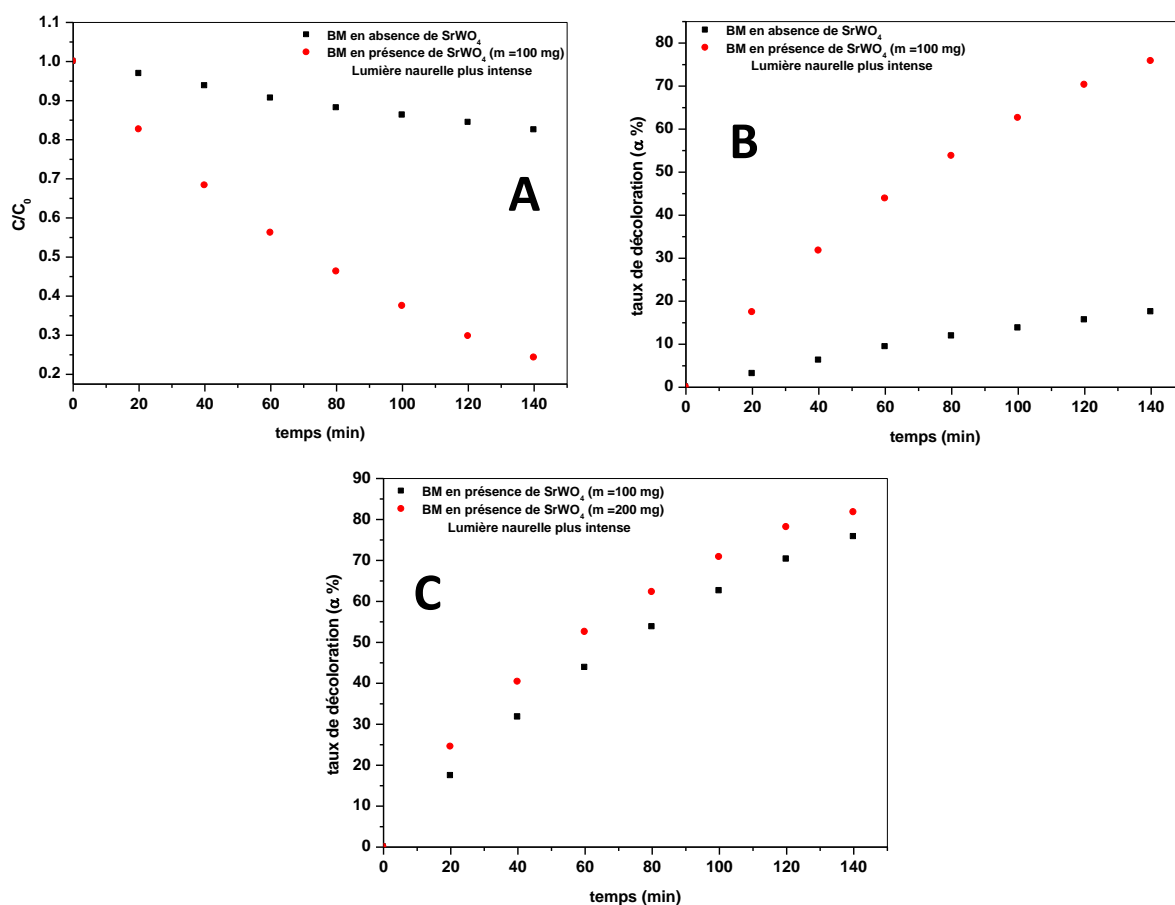 BM en absence de SrWO4
BM en présence de SrWO4 (m =100 mg)
Lumière naurelle plus intense
1.1
1.0
0.9
0.8
0.7
0.6
0.5
0.4
0.3
0.2
C/C0
A
0 20 40 60 80 100 120 140
temps (min)
BM en absence de SrWO4
BM en présence de SrWO4 (m =100 mg)
Lumière naurelle plus intense
80
70
60
50
40
30
20
10
0
taux de décoloration (α %)
B
0 20 40 60 80 100 120 140
temps (min)
BM en présence de SrWO4 (m =100 mg)
BM en présence de SrWO4 (m =200 mg)
Lumière naurelle plus intense
90
80
70
60
50
40
30
20
10
0
taux de décoloration (α %)
C
0 20 40 60 80 100 120 140
temps (min)